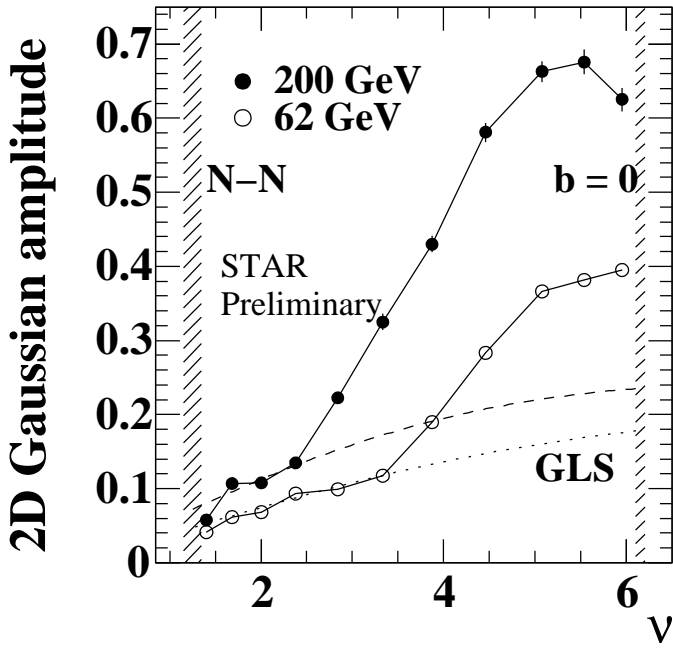 2D Gaussian amplitude
0.7
0.6
0.5
0.4
0.3
0.2
0.1
0
200 GeV
62 GeV
N–N
b = 0
STAR
Preliminary
GLS
2
4
6
ν